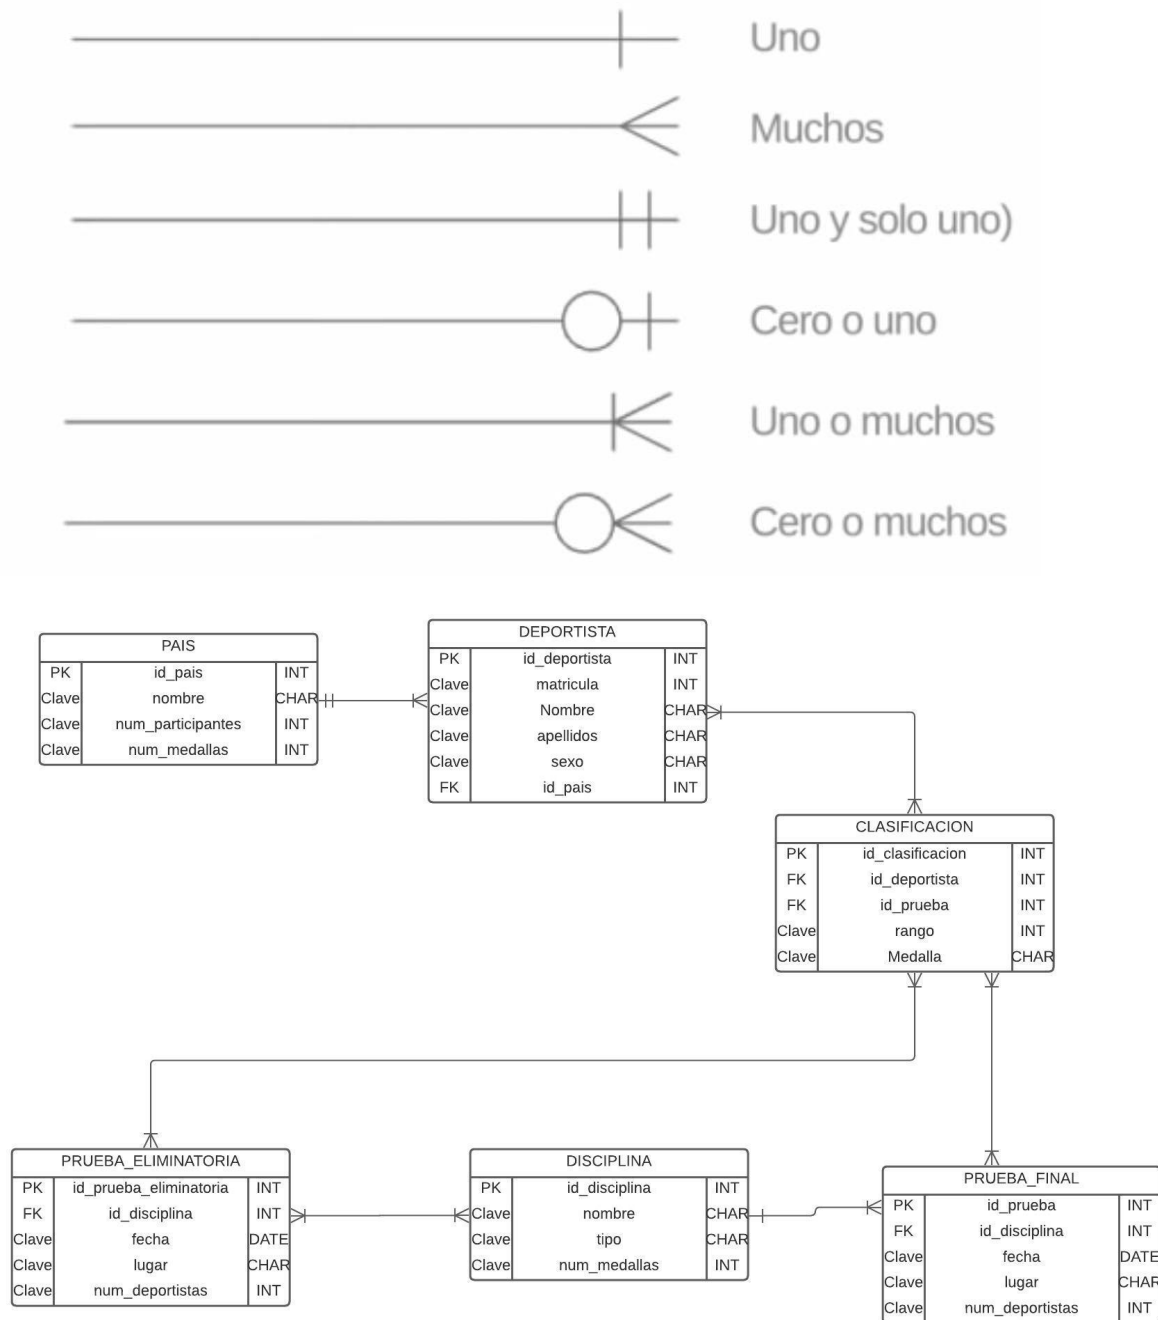 Uno
Muchos
Uno y solo uno)
Cero o uno
Uno o muchos
Cero o muchos
PAIS
PK id_pais INT
Clave nombre CHAR
Clave num_participantes INT
Clave num_medallas INT
DEPORTISTA
PK id_deportista INT
Clave matricula INT
Clave Nombre CHAR
Clave apellidos CHAR
Clave sexo CHAR
FK id_pais INT
CLASIFICACION
PK id_clasificacion INT
FK id_deportista INT
FK id_prueba INT
Clave rango INT
Clave Medalla CHAR
PRUEBA_ELIMINATORIA
PK id_prueba_eliminatoria INT
FK id_disciplina INT
Clave fecha DATE
Clave lugar CHAR
Clave num_deportistas INT
DISCIPLINA
PK id_disciplina INT
Clave nombre CHAR
Clave tipo CHAR
Clave num_medallas INT
PRUEBA_FINAL
PK id_prueba INT
FK id_disciplina INT
Clave fecha DATE
Clave lugar CHAR
Clave num_deportistas INT